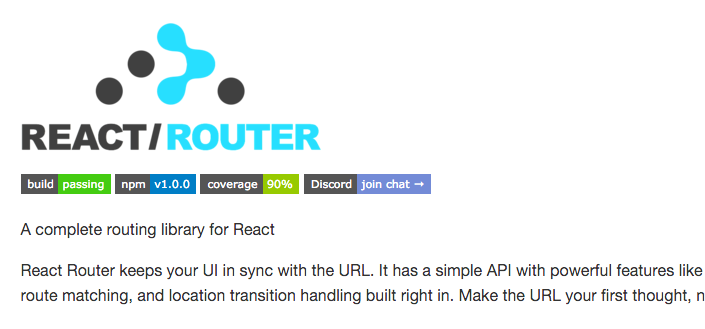 REACT/ROUTER
build passing npm v1.0.0 coverage 90% Discord join chat →
A complete routing library for React
React Router keeps your UI in sync with the URL. It has a simple API with powerful features like
route matching, and location transition handling built right in. Make the URL your first thought,